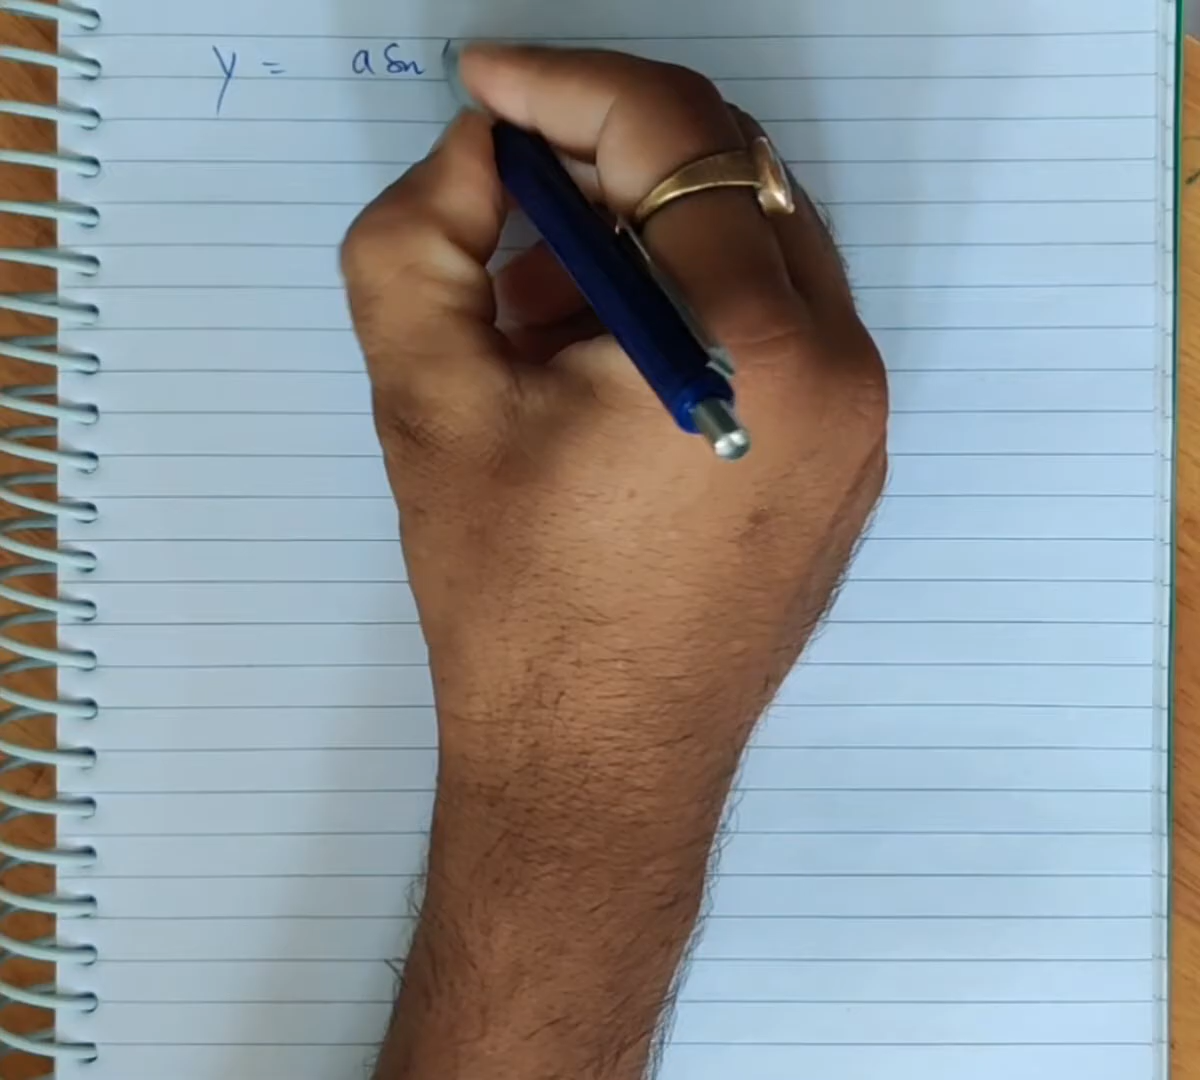 y = a Sin (